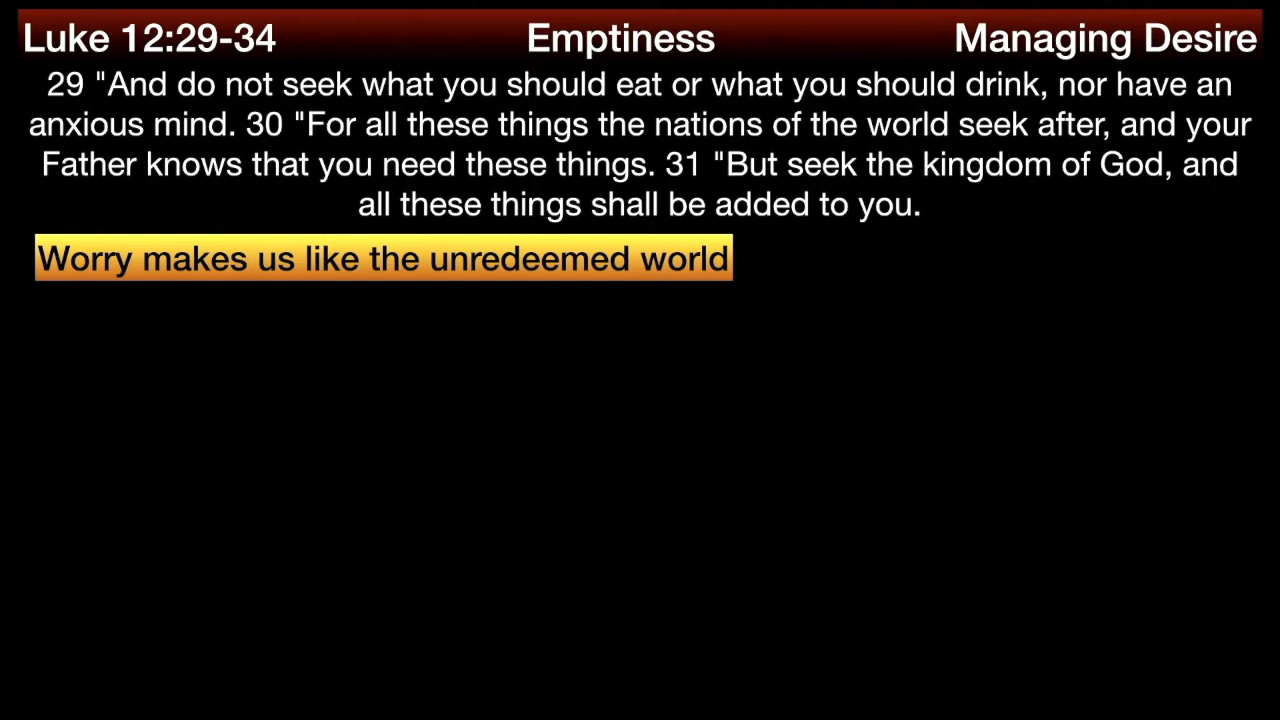 Luke 12:29-34 Emptiness Managing Desire
29 "And do not seek what you should eat or what you should drink, nor have an
anxious mind. 30 "For all these things the nations of the world seek after, and your
Father knows that you need these things. 31 "But seek the kingdom of God, and
all these things shall be added to you.
Worry makes us like the unredeemed world